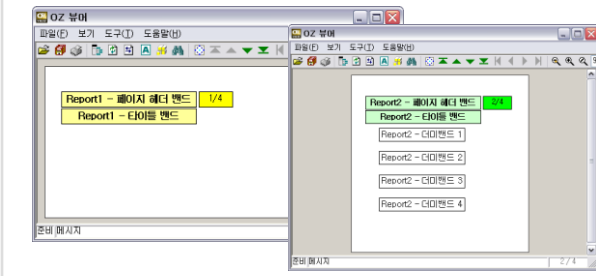 OZ 뷰어
파일(F) 보기 도구(T) 도움말(H)
Report1 - 페이지 헤더 밴드 1/4
Report1 - 타이틀 밴드
준비 메시지
OZ 뷰어
파일(F) 보기 도구(T) 도움말(H)
Report2 - 페이지 헤더 밴드 2/4
Report2 - 타이틀 밴드
Report2 - 더미밴드 1
Report2 - 더미밴드 2
Report2 - 더미밴드 3
Report2 - 더미밴드 4
준비 메시지 2 / 4